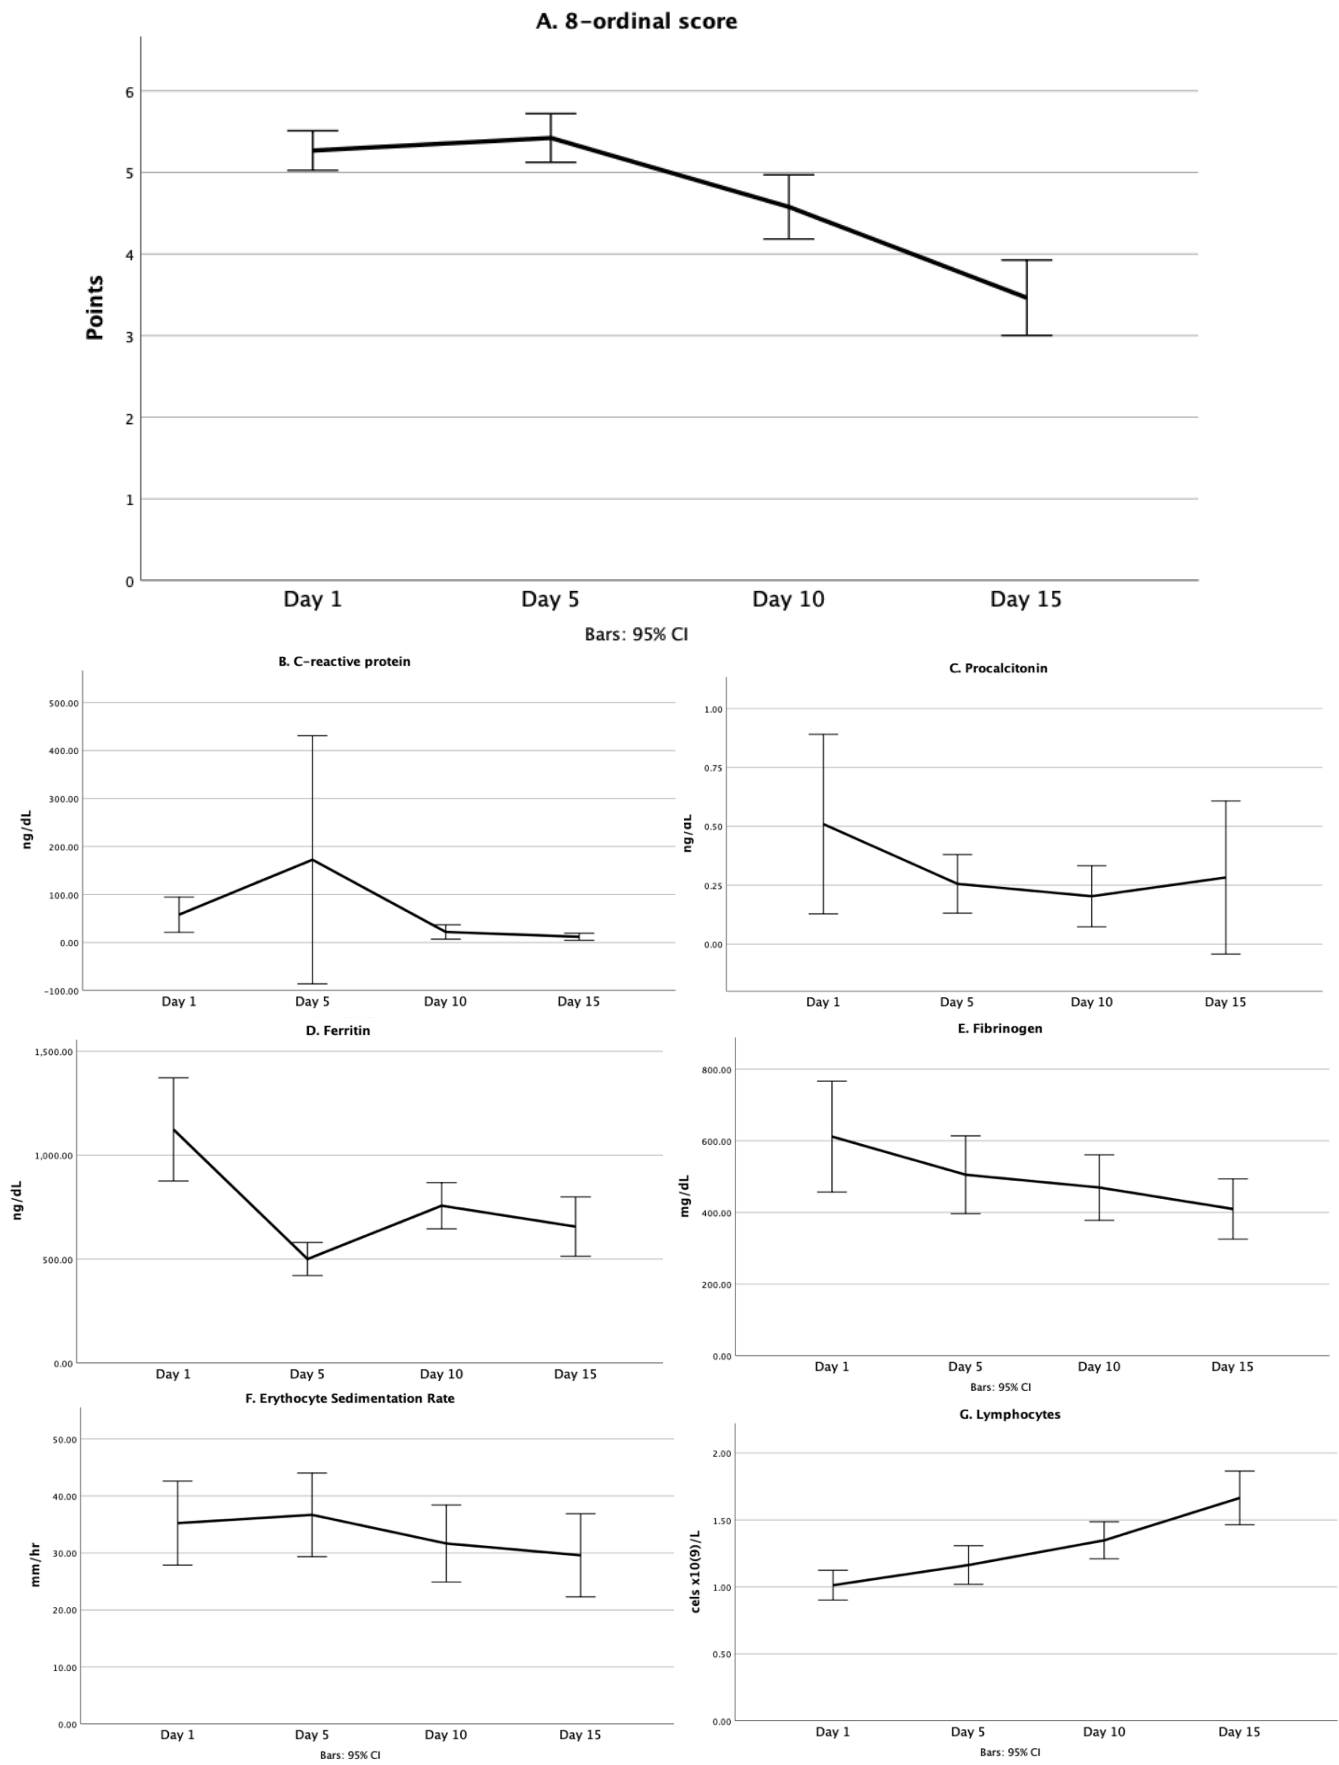 A. 8-ordinal score
Points
6
5
4
3
2
1
0
Day 1 Day 5 Day 10 Day 15
Bars: 95% CI
B. C-reactive protein
ng/dL
500.00
400.00
300.00
200.00
100.00
0.00
-100.00
Day 1 Day 5 Day 10 Day 15
C. Procalcitonin
ng/dL
1.00
0.75
0.50
0.25
0.00
Day 1 Day 5 Day 10 Day 15
D. Ferritin
ng/dL
1,500.00
1,000.00
500.00
0.00
Day 1 Day 5 Day 10 Day 15
E. Fibrinogen
mg/dL
800.00
600.00
400.00
200.00
0.00
Day 1 Day 5 Day 10 Day 15
Bars: 95% CI
F. Erythocyte Sedimentation Rate
mm/hr
50.00
40.00
30.00
20.00
10.00
0.00
Day 1 Day 5 Day 10 Day 15
Bars: 95% CI
G. Lymphocytes
cels x10(9)/L
2.00
1.50
1.00
0.50
0.00
Day 1 Day 5 Day 10 Day 15
Bars: 95% CI